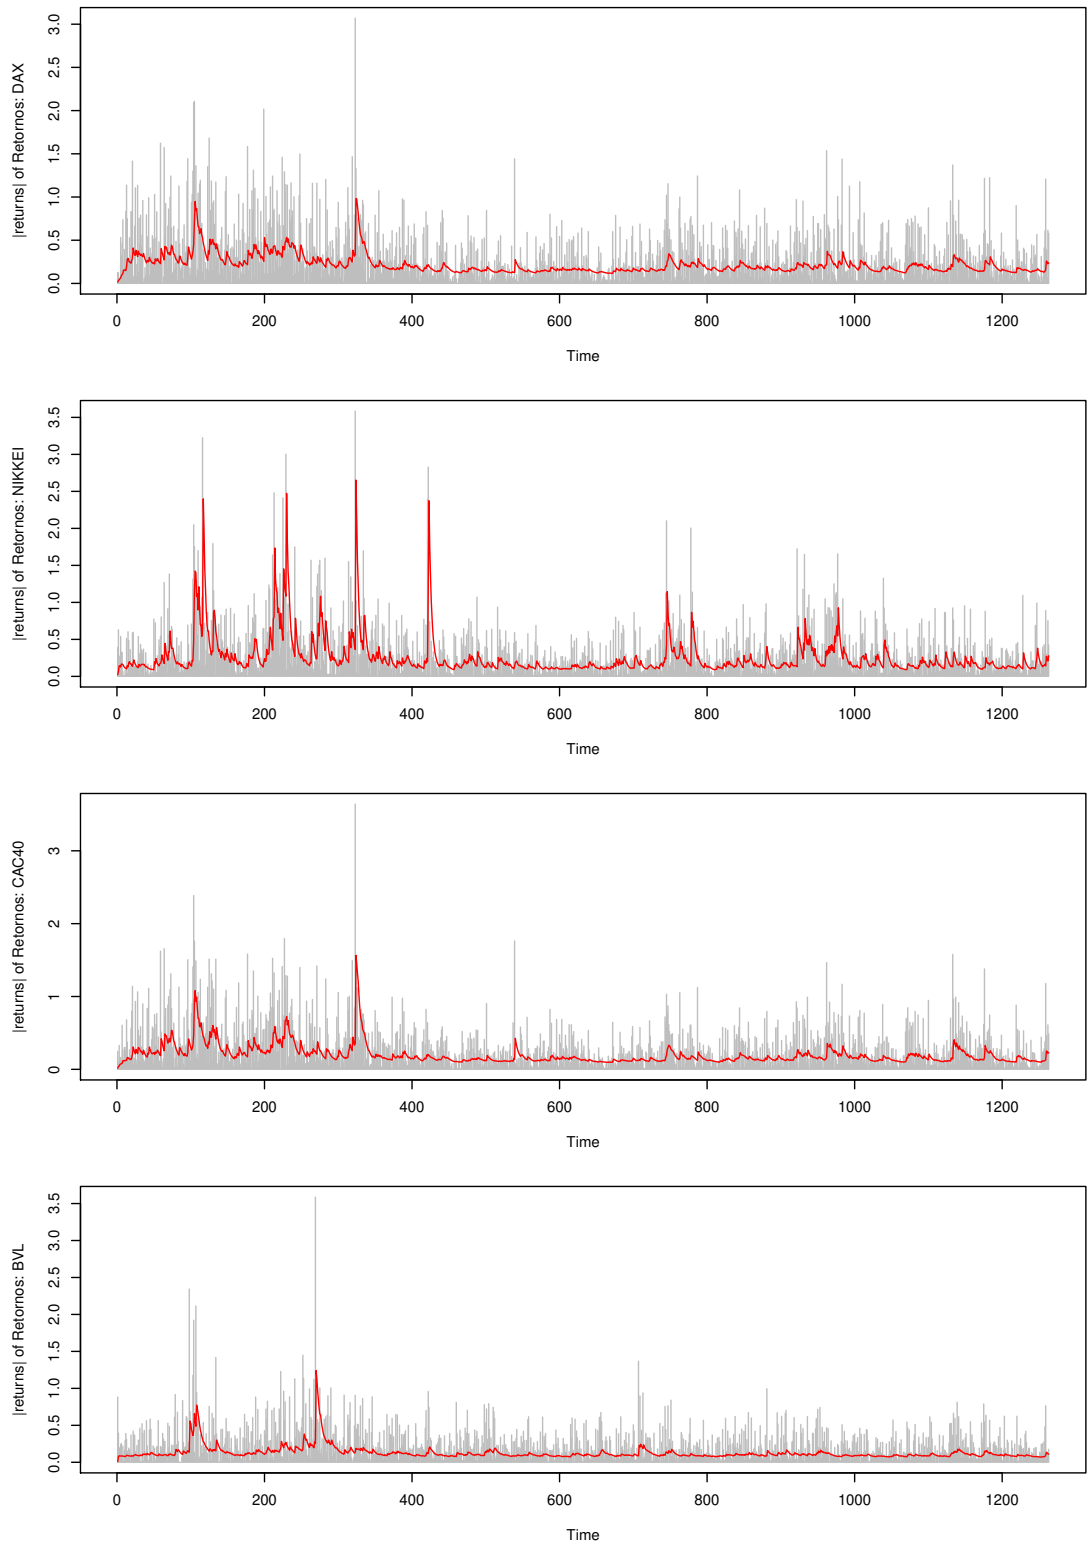 |returns| of Retornos: DAX
3.0
2.5
2.0
1.5
1.0
0.5
0.0
0 200 400 600 800 1000 1200
Time
|returns| of Retornos: NIKKEI
3.5
3.0
2.5
2.0
1.5
1.0
0.5
0.0
0 200 400 600 800 1000 1200
Time
|returns| of Retornos: CAC40
3
2
1
0
0 200 400 600 800 1000 1200
Time
|returns| of Retornos: BVL
3.5
3.0
2.5
2.0
1.5
1.0
0.5
0.0
0 200 400 600 800 1000 1200
Time